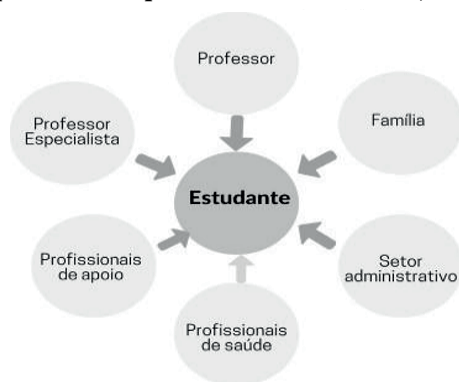 Professor
Família
Professor
Especialista
Estudante
Profissionais
de apoio
Setor
administrativo
Profissionais
de saúde